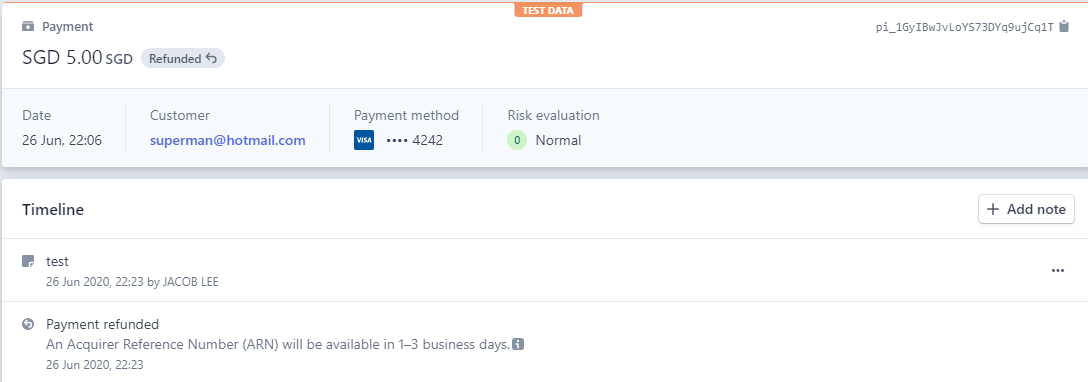 TEST DATA
Payment
pi_1GyIBwJvLoYS73DYq9ujCq1T
SGD 5.00 SGD Refunded
Date
Customer
Payment method
Risk evaluation
26 Jun, 22:06
superman@hotmail.com
VISA •••• 4242
0 Normal
Timeline
+ Add note
test
26 Jun 2020, 22:23 by JACOB LEE
Payment refunded
An Acquirer Reference Number (ARN) will be available in 1–3 business days.
26 Jun 2020, 22:23